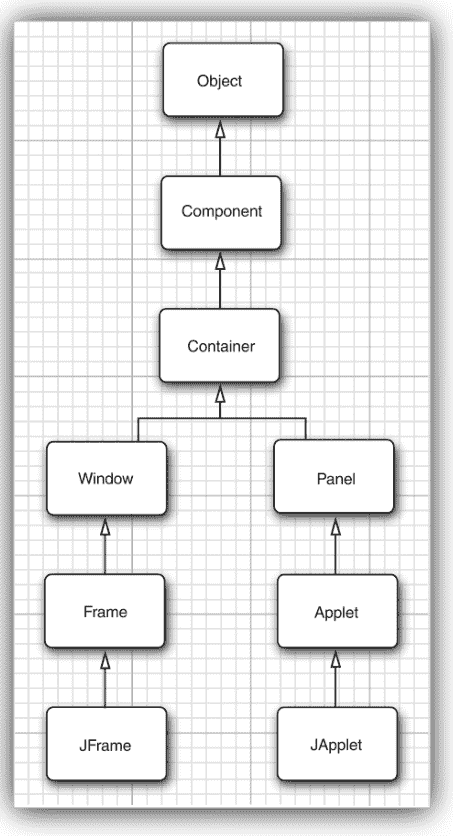 Object
Component
Container
Window
Panel
Frame
Applet
JFrame
JApplet